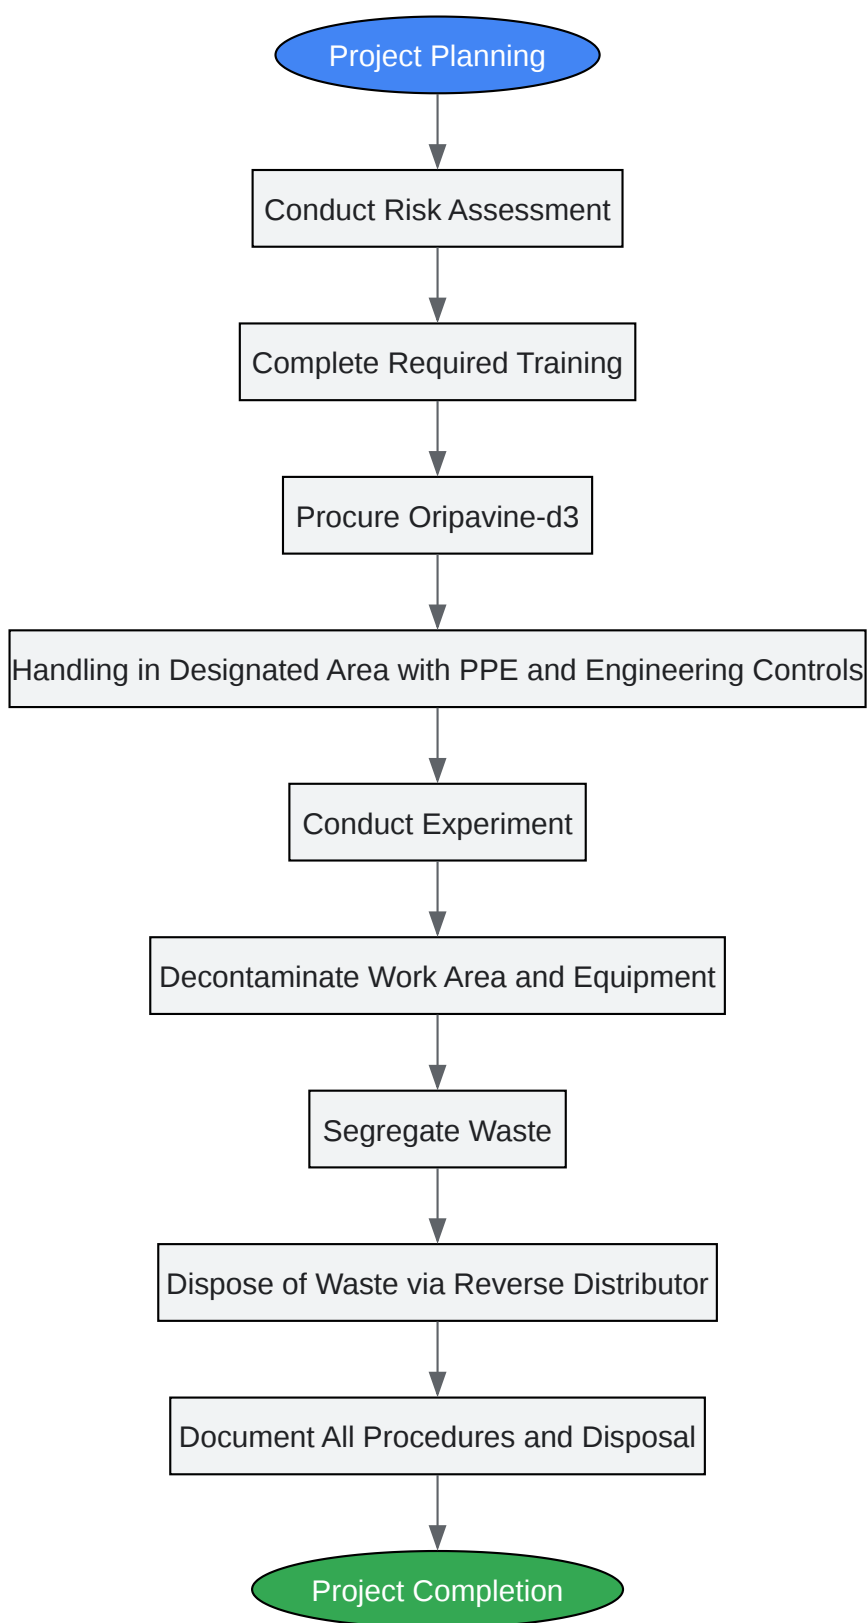 Project Planning
Conduct Risk Assessment
Complete Required Training
Procure Oripavine-d3
Handling in Designated Area with PPE and Engineering Controls
Conduct Experiment
Decontaminate Work Area and Equipment
Segregate Waste
Dispose of Waste via Reverse Distributor
Document All Procedures and Disposal
Project Completion